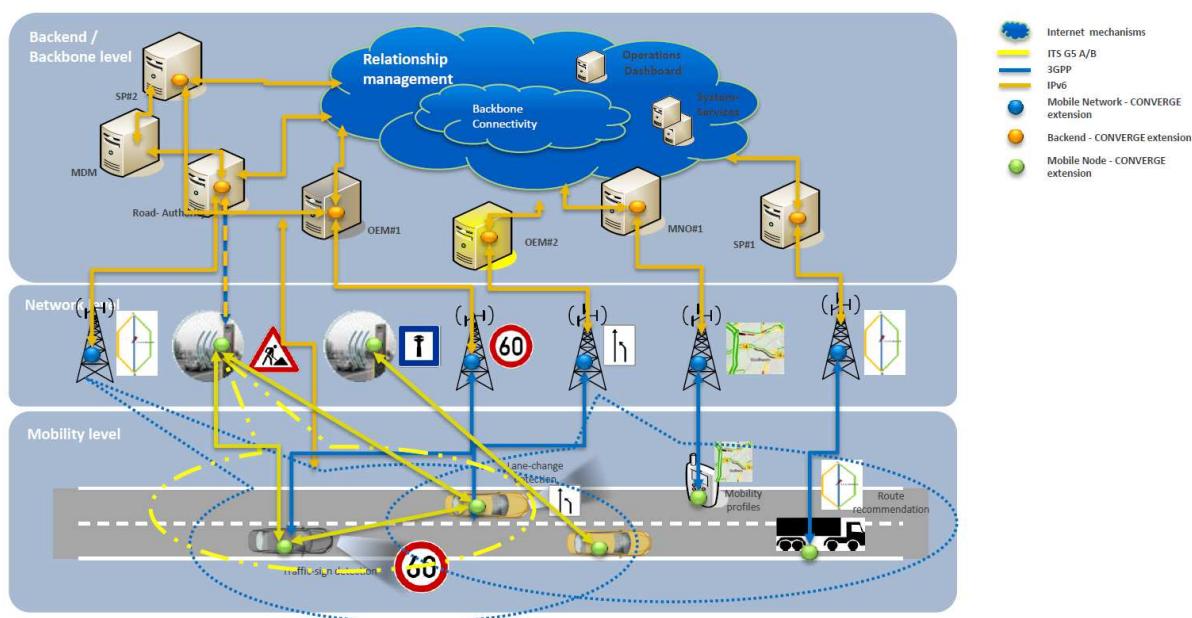 Backend /
Backbone level
Relationship
management
Operations
Dashboard
SP#2
Backbone
Connectivity
System-
Services
MDM
Road- Authority
OEM#1
OEM#2
MNO#1
SP#1
Network level
60
Mobility level
Lane-change
detection
Mobility
profiles
Route
recommendation
Traffic-sign detection
60
Internet mechanisms
ITS G5 A/B
3GPP
IPv6
Mobile Network - CONVERGE
extension
Backend - CONVERGE extension
Mobile Node - CONVERGE
extension